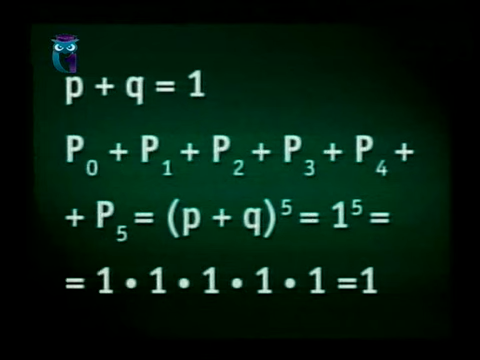 p + q = 1
P₀ + P₁ + P₂ + P₃ + P₄ +
+ P₅ = (p + q)⁵ = 1⁵ =
= 1 • 1 • 1 • 1 • 1 =1